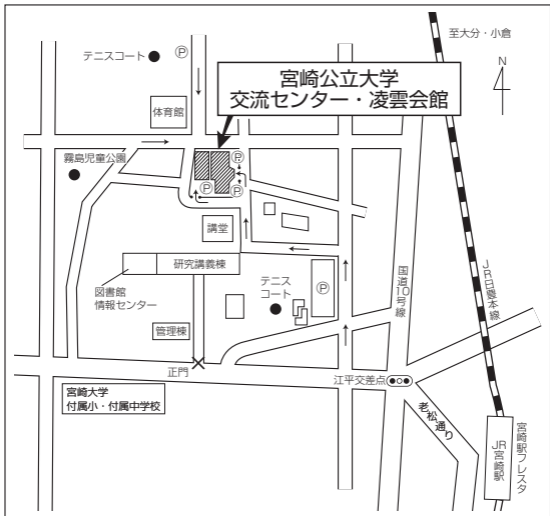 至大分・小倉
テニスコート
Ⓟ
N
宮崎公立大学
交流センター・凌雲会館
体育館
霧島児童公園
Ⓟ
Ⓟ
Ⓟ
講堂
研究講義棟
図書館
情報センター
テニス
コート
Ⓟ
国道10号線
JR日豊本線
管理棟
正門
江平交差点
宮崎大学
付属小・付属中学校
老松通り
JR宮崎駅
宮崎駅フレスタ